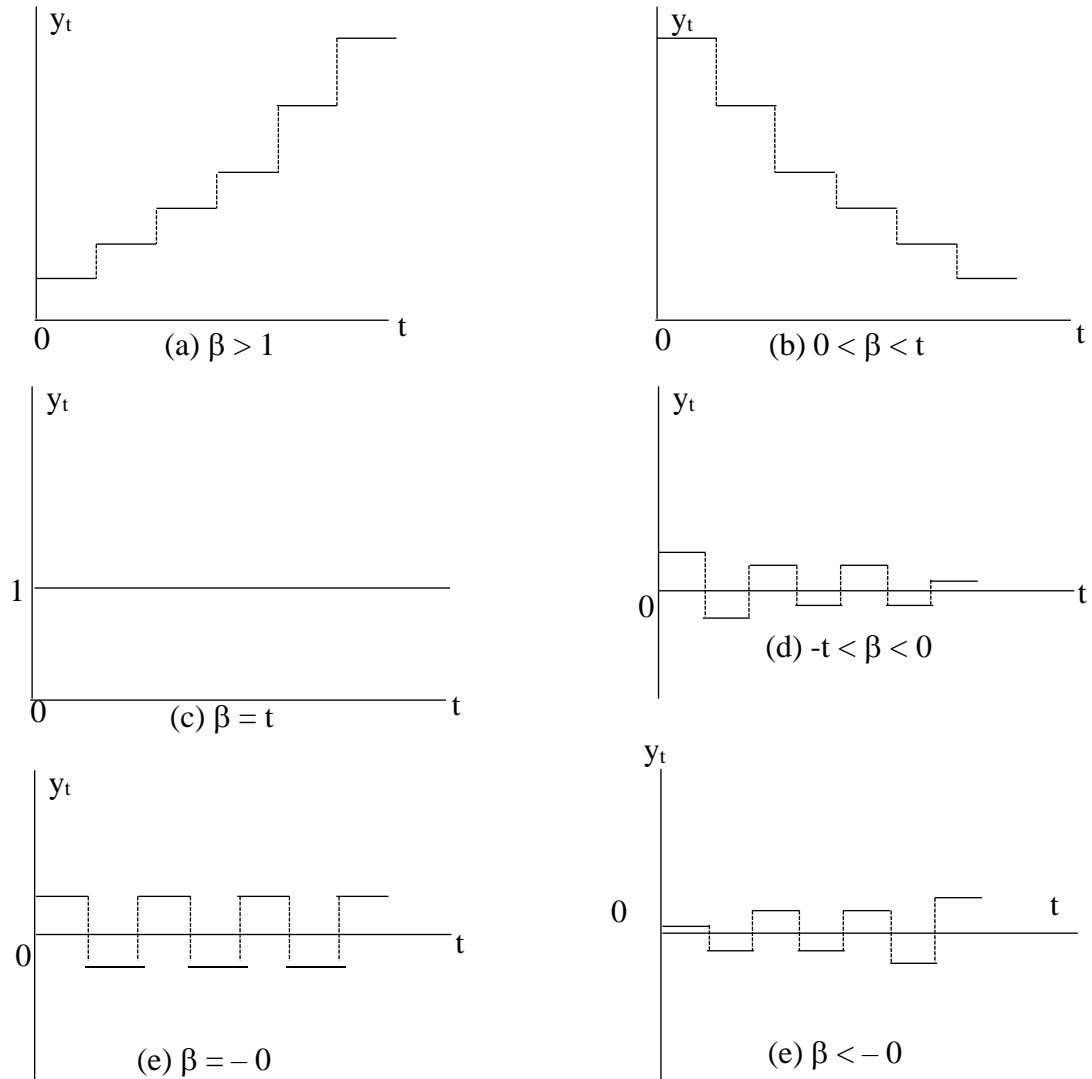 yt
yt
0
t
0
t
(a) β > 1
(b) 0 < β < t
yt
yt
1
0
t
0
t
(c) β = t
(d) -t < β < 0
yt
yt
0
t
0
t
(e) β = – 0
(e) β < – 0